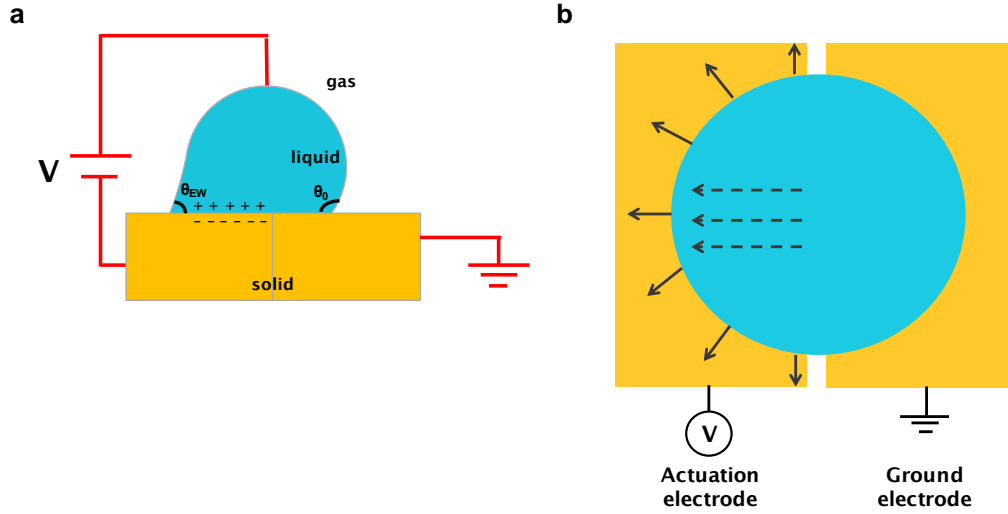 a
gas
V
liquid
θEW
θ0
+ + + + +
– – – – – –
solid
b
V
Actuation
electrode
Ground
electrode